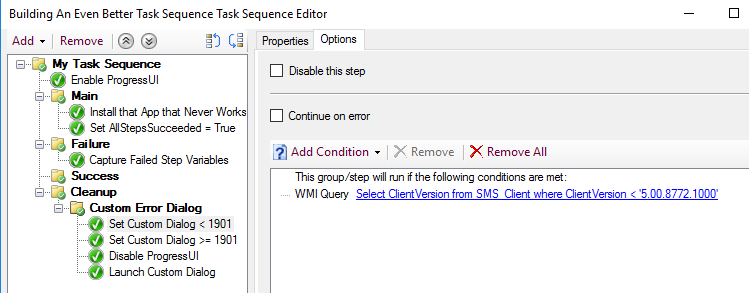 Building An Even Better Task Sequence Task Sequence Editor
Add Remove
Properties Options
My Task Sequence
Enable ProgressUI
Main
Install that App that Never Works
Set AllStepsSucceeded = True
Failure
Capture Failed Step Variables
Success
Cleanup
Custom Error Dialog
Set Custom Dialog < 1901
Set Custom Dialog >= 1901
Disable ProgressUI
Launch Custom Dialog
Disable this step
Continue on error
Add Condition Remove Remove All
This group/step will run if the following conditions are met:
WMI Query Select ClientVersion from SMS_Client where ClientVersion < '5.00.8772.1000'